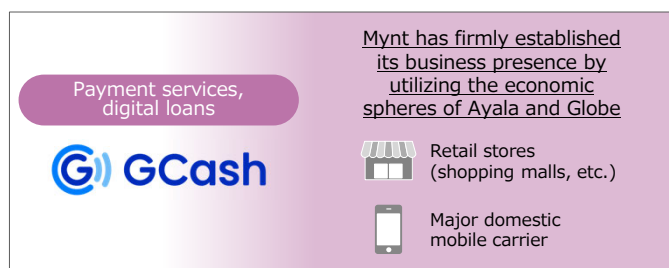 Payment services,
digital loans
GCash
Mynt has firmly established
its business presence by
utilizing the economic
spheres of Ayala and Globe
Retail stores
(shopping malls, etc.)
Major domestic
mobile carrier